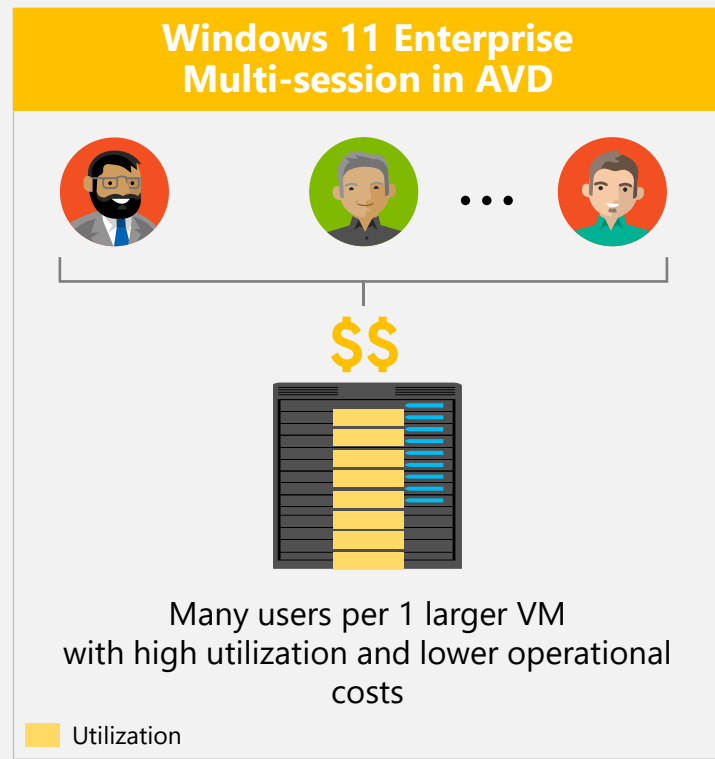 Windows 11 Enterprise
Multi-session in AVD
...
$$
Many users per 1 larger VM
with high utilization and lower operational
costs
Utilization